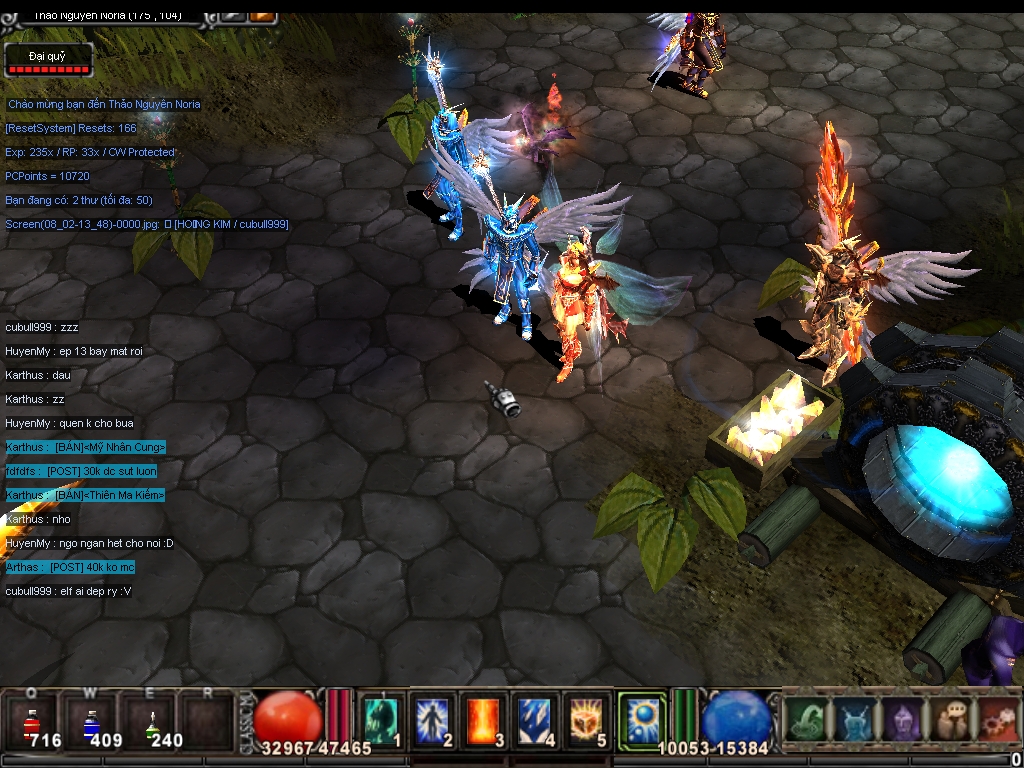 Thảo Nguyên Noria (175 , 104)
Đại quỷ
Chào mừng bạn đến Thảo Nguyên Noria
[ResetSystem] Resets: 166
Exp: 235x / RP: 33x / CW Protected
PCPoints = 10720
Bạn đang có: 2 thư (tối đa: 50)
Screen(08_02-13_48)-0000.jpg: [HOÀNG KIM / cubull999]
cubull999 : zzz
HuyenMy : ep 13 bay mat roi
Karthus : dau
Karthus : zz
HuyenMy : quen k cho bua
Karthus : [BÁN]<Mỹ Nhân Cung>
fdfdfs : [POST] 30k dc sut luon
Karthus : [BÁN]<Thiên Ma Kiếm>
Karthus : nho
HuyenMy : ngo ngan het cho noi :D
Arthas : [POST] 40k ko mc
cubull999 : elf ai dep ry :V
Q W E R
716 409 240
CLASSIC MU
32967 47465
1 2 3 4 5
10053 15384
0